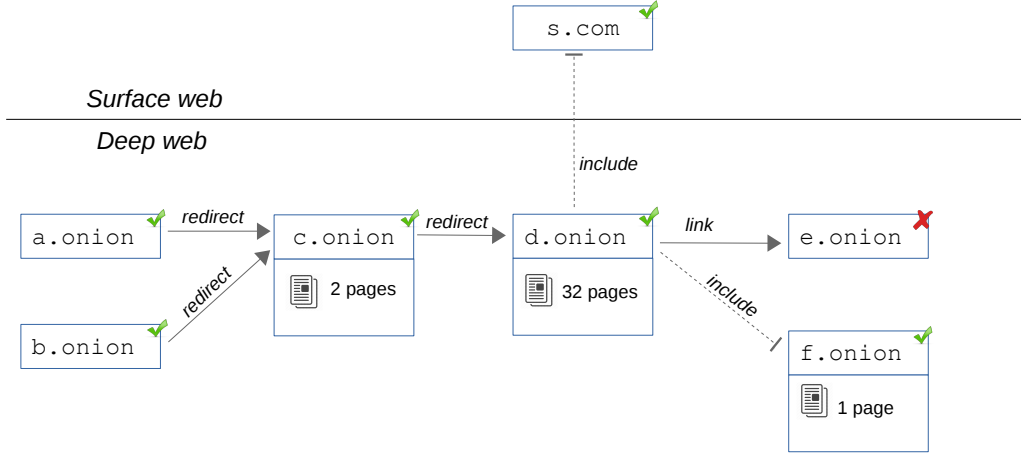 s.com
Surface web
Deep web
include
a.onion
redirect
c.onion
redirect
d.onion
link
e.onion
2 pages
32 pages
redirect
include
b.onion
f.onion
1 page